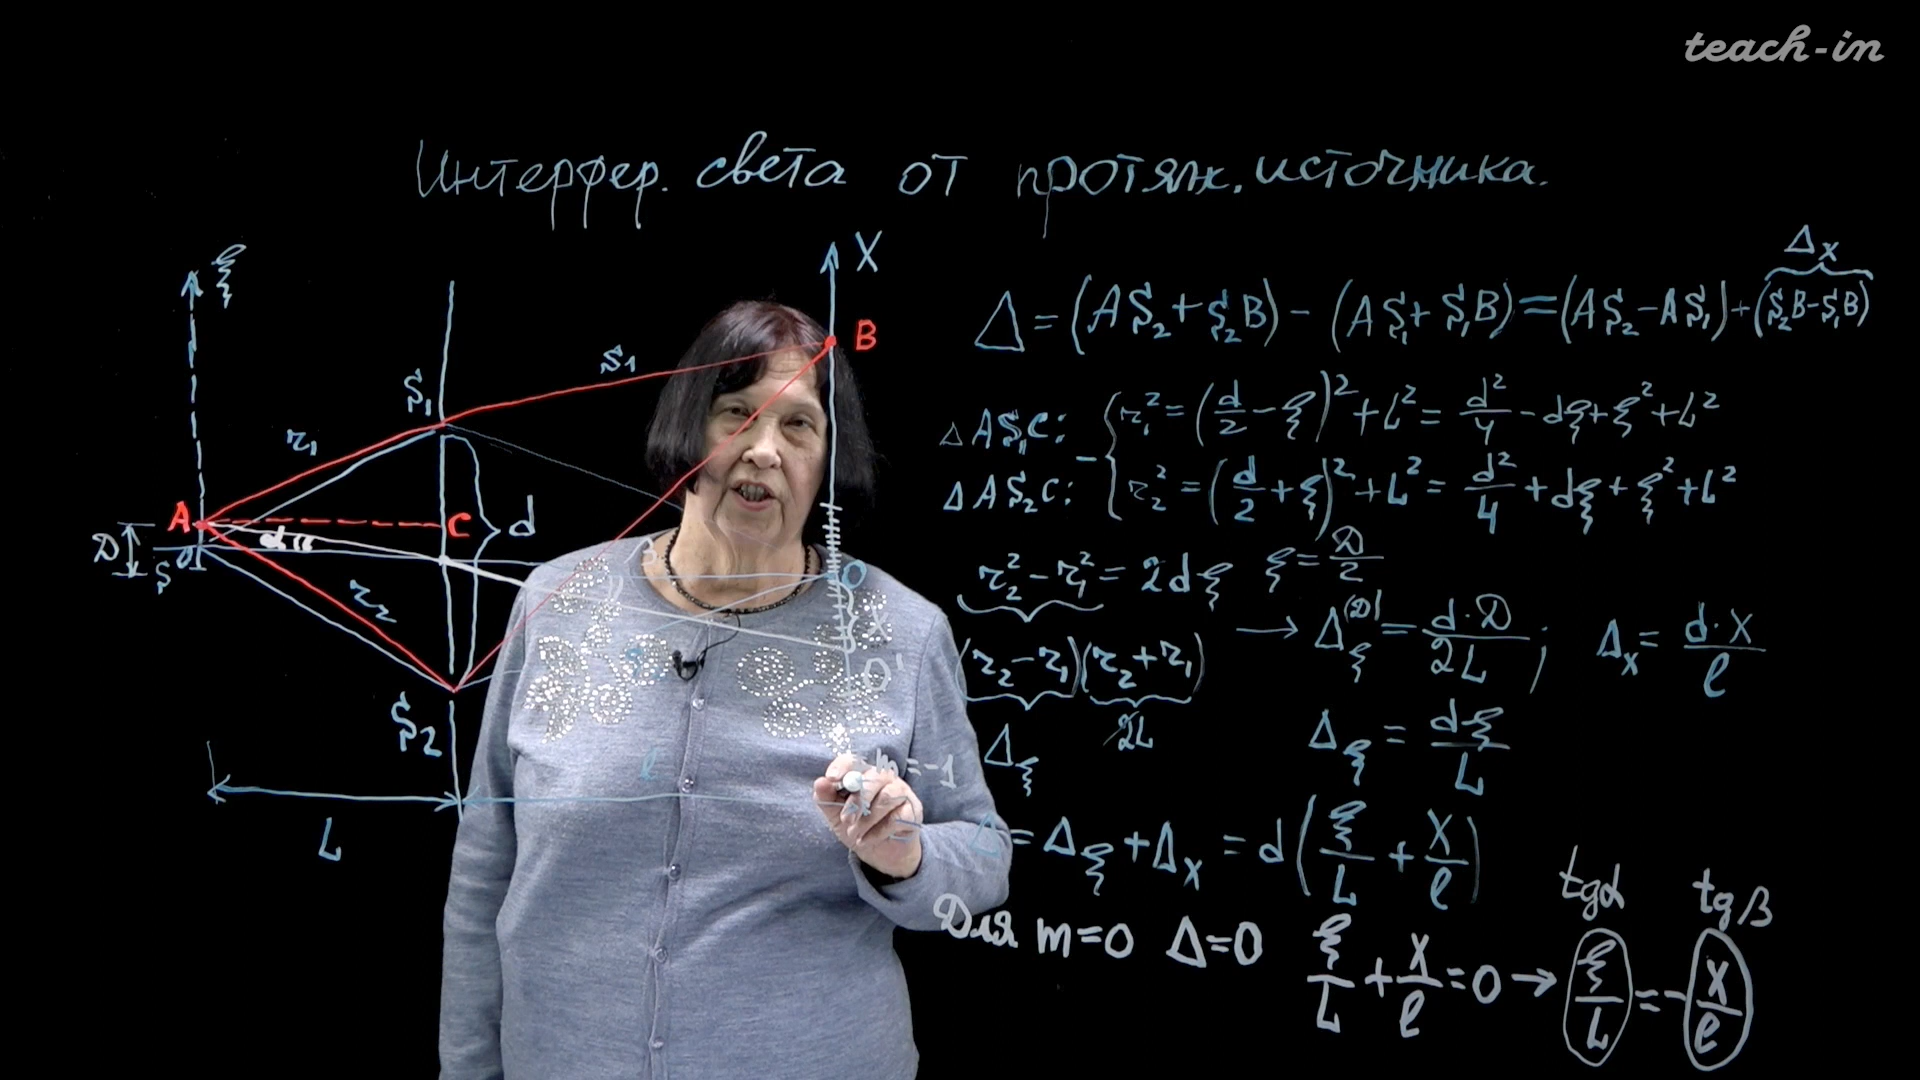 teach-in
Интерфер. света от протяж. источника.
ξ
X
Δx
Δ = (AS₂ + S₂B) − (AS₁ + S₁B) = (AS₂ − AS₁) + (S₂B − S₁B)
B
S₁
S₁
r₁
ΔAS₁C: r₁² = (d/2 − ξ)² + L² = d²/4 − dξ + ξ² + L²
ΔAS₂C: r₂² = (d/2 + ξ)² + L² = d²/4 + dξ + ξ² + L²
A
C
d
D
α
β
O
S
O
r₂² − r₁² = 2dξ ξ = D/2
r₂
X
O'
(r₂ − r₁)(r₂ + r₁) → Δξ^(D) = d·D/2L; Δx = d·x/l
S₂
Δξ 2L Δξ = dξ/L
l
m=-1
L
Δ = Δξ + Δx = d(ξ/L + x/l)
tgα tgβ
Для m=0 Δ=0 ξ/L + x/l = 0 → ξ/L = − x/l